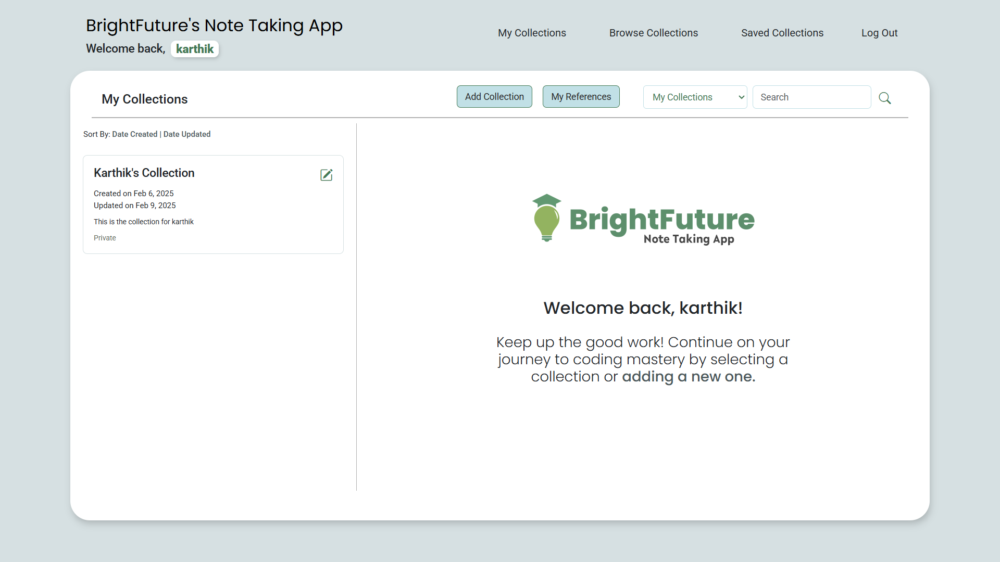 BrightFuture's Note Taking App
Welcome back, karthik
My Collections
Browse Collections
Saved Collections
Log Out
My Collections
Add Collection
My References
My Collections
Search
Sort By: Date Created | Date Updated
Karthik's Collection
Created on Feb 6, 2025
Updated on Feb 9, 2025
This is the collection for karthik
Private
BrightFuture
Note Taking App
Welcome back, karthik!
Keep up the good work! Continue on your
journey to coding mastery by selecting a
collection or adding a new one.